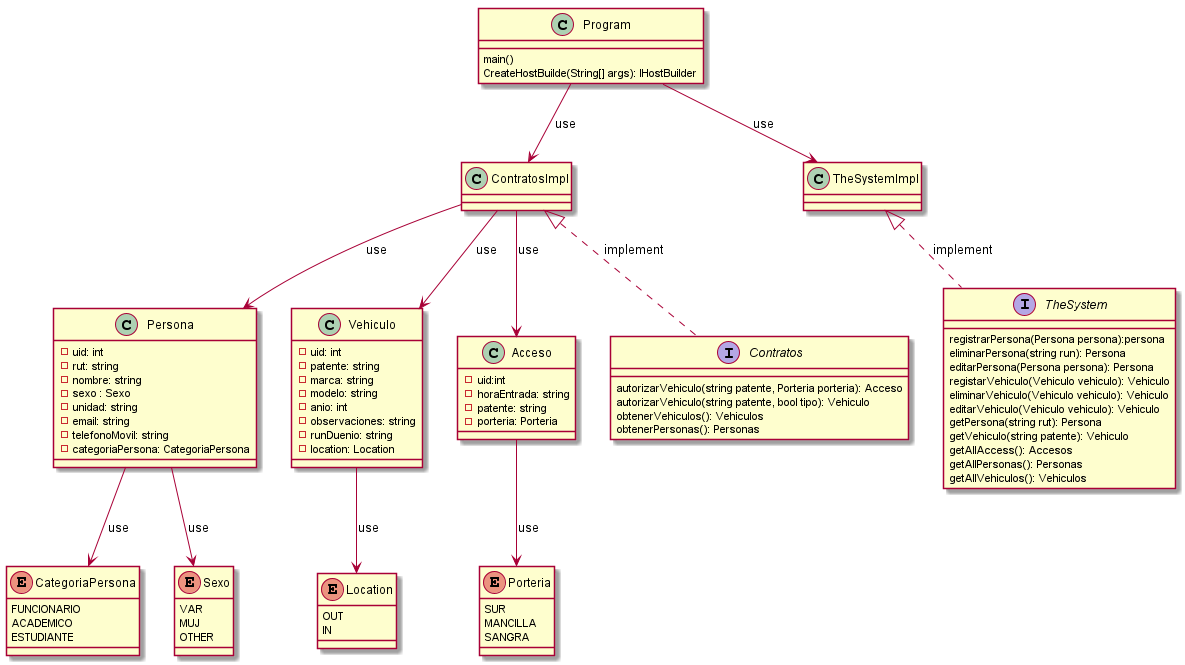 C Program
main()
CreateHostBuilde(String[] args): IHostBuilder
use
use
C ContratosImpl
C TheSystemImpl
use
use
use
implement
implement
C Persona
uid: int
rut: string
nombre: string
sexo : Sexo
unidad: string
email: string
telefonoMovil: string
categoriaPersona: CategoriaPersona
C Vehiculo
uid: int
patente: string
marca: string
modelo: string
anio: int
observaciones: string
runDuenio: string
location: Location
C Acceso
uid:int
horaEntrada: string
patente: string
porteria: Porteria
I Contratos
autorizarVehiculo(string patente, Porteria porteria): Acceso
autorizarVehiculo(string patente, bool tipo): Vehiculo
obtenerVehiculos(): Vehiculos
obtenerPersonas(): Personas
I TheSystem
registrarPersona(Persona persona):persona
eliminarPersona(string run): Persona
editarPersona(Persona persona): Persona
registarVehiculo(Vehiculo vehiculo): Vehiculo
eliminarVehiculo(Vehiculo vehiculo): Vehiculo
editarVehiculo(Vehiculo vehiculo): Vehiculo
getPersona(string rut): Persona
getVehiculo(string patente): Vehiculo
getAllAccess(): Accesos
getAllPersonas(): Personas
getAllVehiculos(): Vehiculos
use
use
use
use
E CategoriaPersona
FUNCIONARIO
ACADEMICO
ESTUDIANTE
E Sexo
VAR
MUJ
OTHER
E Location
OUT
IN
E Porteria
SUR
MANCILLA
SANGRA